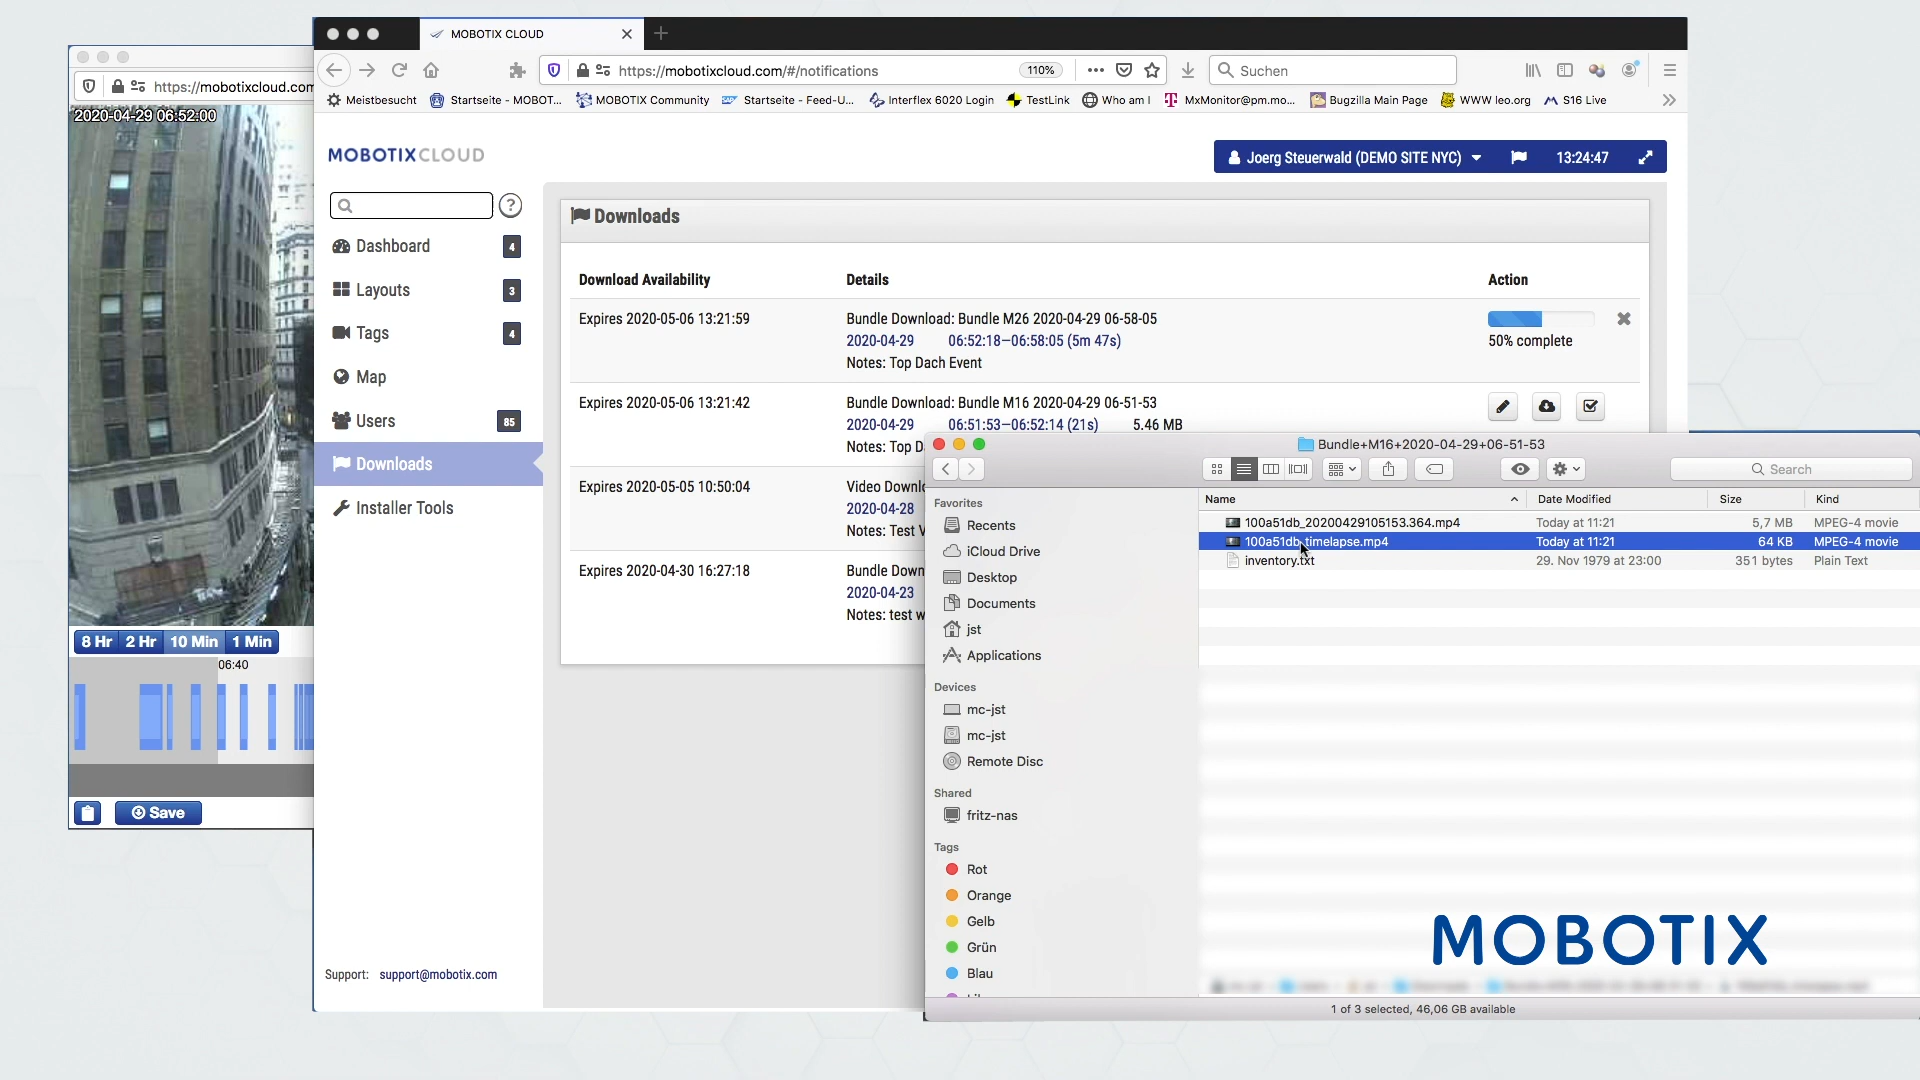 MOBOTIX CLOUD
https://mobotixcloud.com/#/notifications
110%
Suchen
https://mobotixcloud.com
Meistbesucht
Startseite - MOBOT...
MOBOTIX Community
Startseite - Feed-U...
Interflex 6020 Login
TestLink
Who am I
MxMonitor@pm.mo...
Bugzilla Main Page
WWW leo.org
S16 Live
2020-04-29 06:52:00
MOBOTIXCLOUD
Joerg Steuerwald (DEMO SITE NYC)
13:24:47
?
Dashboard 4
Layouts 3
Tags 4
Map
Users 85
Downloads
Installer Tools
Support: support@mobotix.com
8 Hr 2 Hr 10 Min 1 Min
06:40
Save
Downloads
Download Availability Details Action
Expires 2020-05-06 13:21:59 Bundle Download: Bundle M26 2020-04-29 06-58-05
2020-04-29 06:52:18—06:58:05 (5m 47s) 50% complete
Notes: Top Dach Event
Expires 2020-05-06 13:21:42 Bundle Download: Bundle M16 2020-04-29 06-51-53
2020-04-29 06:51:53—06:52:14 (21s) 5.46 MB
Notes: Top D
Expires 2020-05-05 10:50:04 Video Downl
2020-04-28
Notes: Test V
Expires 2020-04-30 16:27:18 Bundle Down
2020-04-23
Notes: test w
Bundle+M16+2020-04-29+06-51-53
Search
Name Date Modified Size Kind
100a51db_20200429105153.364.mp4 Today at 11:21 5,7 MB MPEG-4 movie
100a51db_timelapse.mp4 Today at 11:21 64 KB MPEG-4 movie
inventory.txt 29. Nov 1979 at 23:00 351 bytes Plain Text
Favorites
Recents
iCloud Drive
Desktop
Documents
jst
Applications
Devices
mc-jst
mc-jst
Remote Disc
Shared
fritz-nas
Tags
Rot
Orange
Gelb
Grün
Blau
MOBOTIX
1 of 3 selected, 46,06 GB available